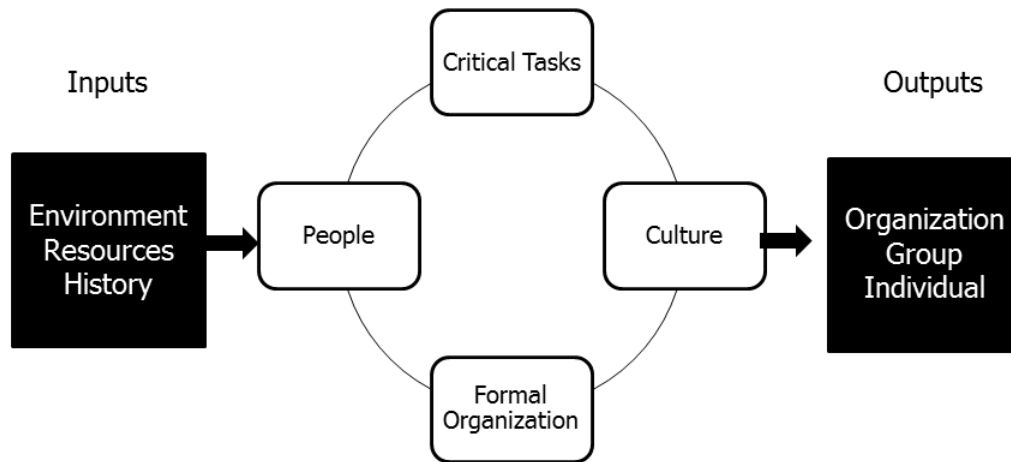 Critical Tasks
Inputs
Outputs
Environment
Resources
History
People
Culture
Organization
Group
Individual
Formal
Organization